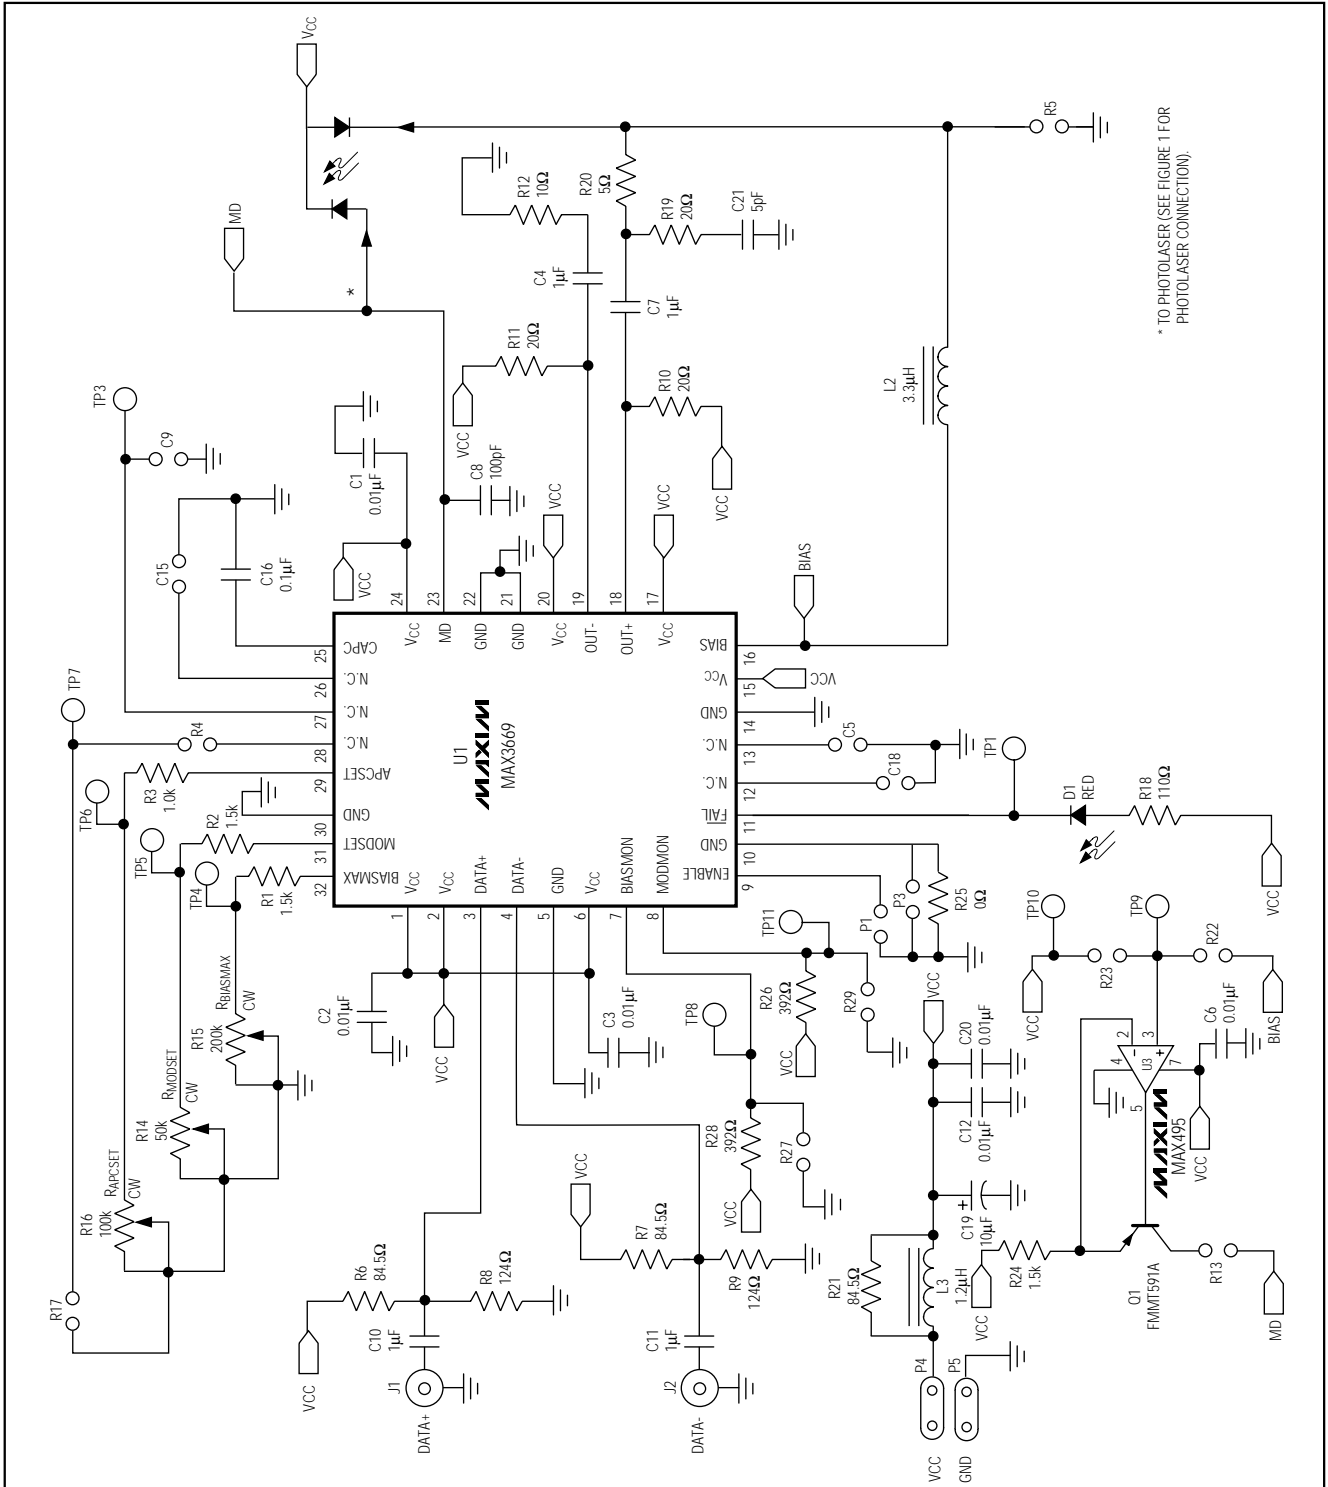 VCC
MD
TP3
C9
C15
C16
0.1µF
C1
0.01µF
VCC
R12
10Ω
R20
5Ω
C4
1µF
R19
20Ω
C21
5pF
C7
1µF
R11
20Ω
VCC
R10
20Ω
VCC
C8
100pF
VCC
VCC
L2
3.3µH
R5
*
* TO PHOTOLASER (SEE FIGURE 1 FOR
PHOTOLASER CONNECTION).
BIAS
TP7
R4
TP6
R3
1.0k
TP5
R2
1.5k
TP4
R1
1.5k
24
23
22
21
20
19
18
17
VCC
MD
GND
GND
VCC
OUT-
OUT+
VCC
25
26
27
28
29
30
31
32
CAPC
N.C.
N.C.
N.C.
APCSET
GND
MODSET
BIASMAX
U1
MAXIM
MAX3669
BIAS
VCC
GND
N.C.
N.C.
FAIL
GND
ENABLE
16
15
14
13
12
11
10
9
VCC
C5
C18
TP1
D1
RED
R18
110Ω
VCC
VCC
VCC
DATA+
DATA-
GND
VCC
BIASMON
MODMON
1
2
3
4
5
6
7
8
RBIASMAX
CW
R15
200k
RMODSET
CW
R14
50k
RAPCSET
CW
R16
100k
R17
C2
0.01µF
VCC
C3
0.01µF
TP8
TP11
R26
392Ω
VCC
R29
P1
P3
R25
0Ω
R28
392Ω
VCC
R27
VCC
R6
84.5Ω
R8
124Ω
VCC
C10
1µF
J1
DATA+
R7
84.5Ω
R9
124Ω
C11
1µF
J2
DATA-
VCC
C20
0.01µF
C12
0.01µF
C19
+
10µF
R21
84.5Ω
L3
1.2µH
P4
P5
VCC
GND
TP10
VCC
R23
TP9
R22
BIAS
C6
0.01µF
2
3
4
7
5
-
+
U3
MAXIM
MAX495
VCC
VCC
R24
1.5k
Q1
FMMT591A
R13
MD